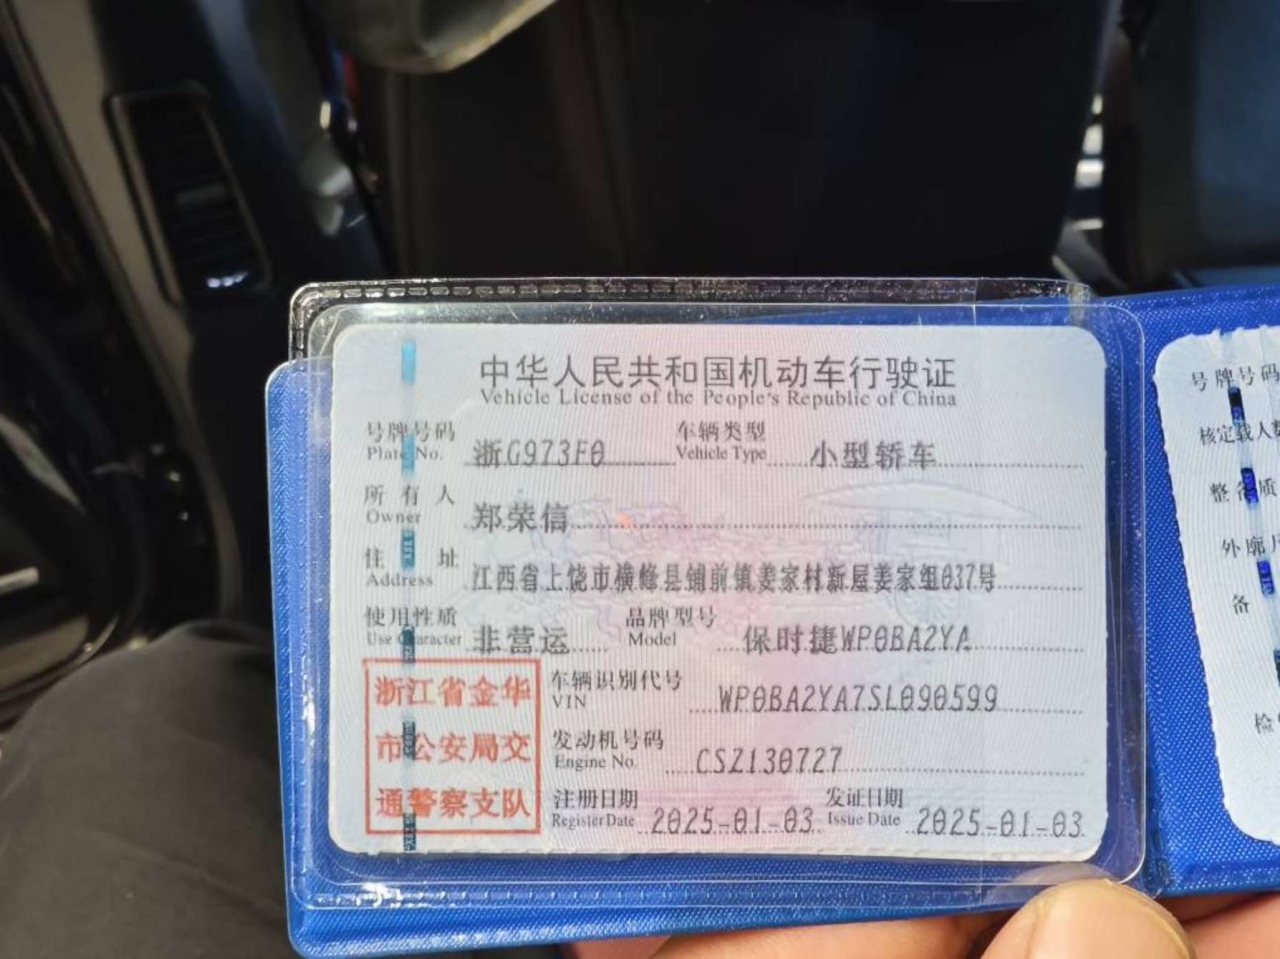 中华人民共和国机动车行驶证
Vehicle License of the People's Republic of China
号牌号码 Plate No. 浙G973F0 车辆类型 Vehicle Type 小型轿车
所有人 Owner 郑荣信
住址 Address 江西省上饶市横峰县铺前镇姜家村新屋姜家组037号
使用性质 Use Character 非营运 品牌型号 Model 保时捷WP0BA2YA
浙江省金华
市公安局交
通警察支队
车辆识别代号 VIN WP0BA2YA7SL090599
发动机号码 Engine No. CSZ130727
注册日期 Register Date 2025-01-03 发证日期 Issue Date 2025-01-03
号牌号码
核定载人数
整备质
外廓
备
检